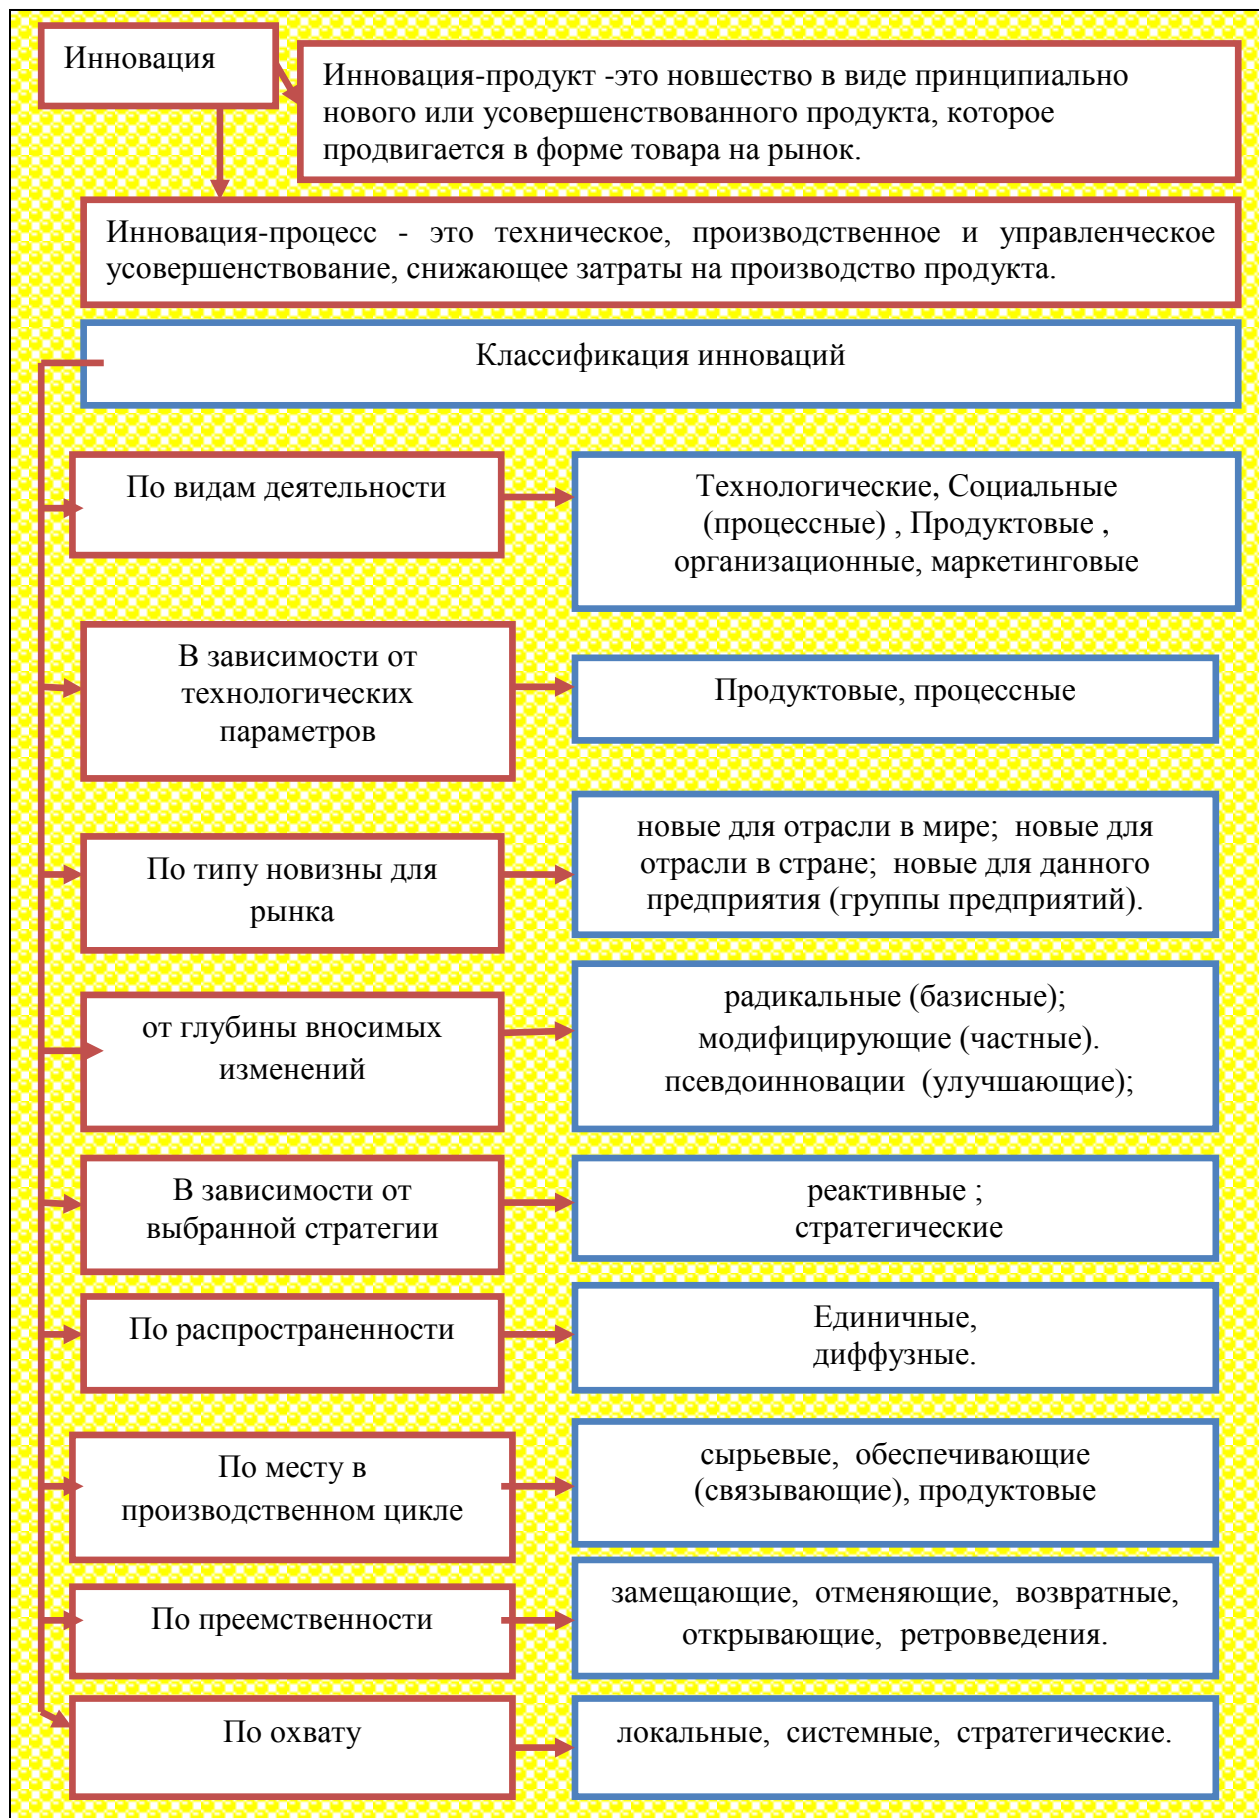 Инновация
Инновация-продукт -это новшество в виде принципиально
нового или усовершенствованного продукта, которое
продвигается в форме товара на рынок.
Инновация-процесс - это техническое, производственное и управленческое
усовершенствование, снижающее затраты на производство продукта.
Классификация инноваций
По видам деятельности
Технологические, Социальные
(процессные) , Продуктовые ,
организационные, маркетинговые
В зависимости от
технологических
параметров
Продуктовые, процессные
По типу новизны для
рынка
новые для отрасли в мире; новые для
отрасли в стране; новые для данного
предприятия (группы предприятий).
от глубины вносимых
изменений
радикальные (базисные);
модифицирующие (частные).
псевдоинновации (улучшающие);
В зависимости от
выбранной стратегии
реактивные ;
стратегические
По распространенности
Единичные,
диффузные.
По месту в
производственном цикле
сырьевые, обеспечивающие
(связывающие), продуктовые
По преемственности
замещающие, отменяющие, возвратные,
открывающие, ретровведения.
По охвату
локальные, системные, стратегические.